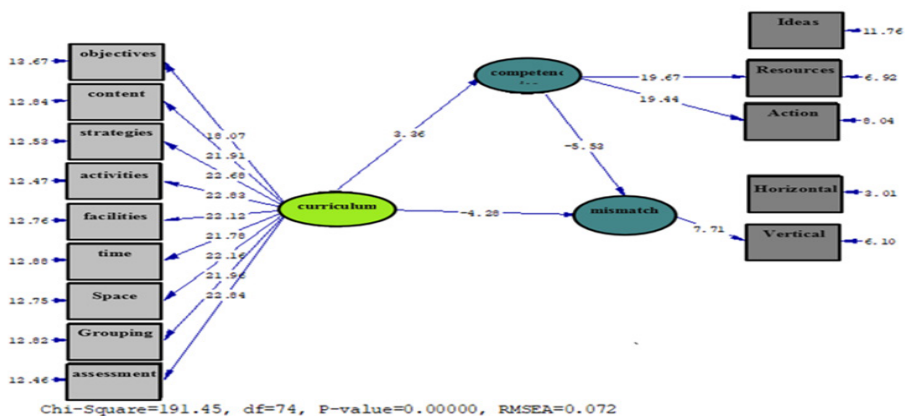 Ideas
11.76
objectives
13.67
competenc
Resources
19.67
6.92
content
12.84
19.44
Action
8.04
strategies
12.53
18.07
3.36
21.91
-5.53
activities
12.47
22.68
22.83
Horizontal
3.01
curriculum
-4.28
mismatch
facilities
12.76
22.12
7.71
Vertical
6.10
21.78
time
12.88
22.16
21.96
Space
12.75
22.84
Grouping
12.82
assessment
12.46
Chi-Square=191.45, df=74, P-value=0.00000, RMSEA=0.072